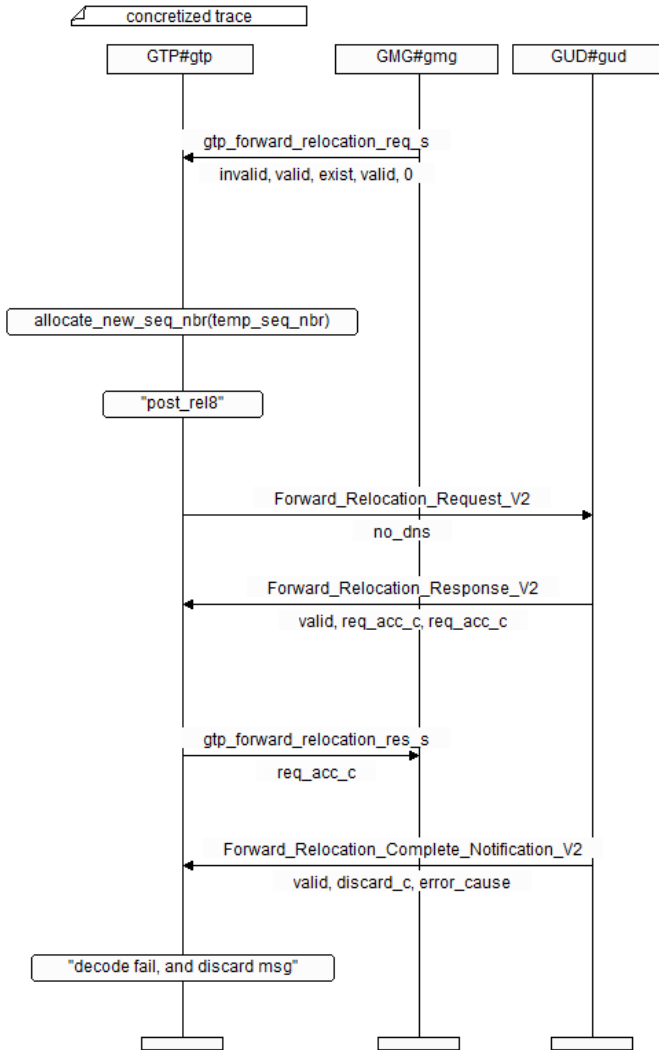 concretized trace
GTP#gtp
GMG#gmg
GUD#gud
gtp_forward_relocation_req_s
invalid, valid, exist, valid, 0
allocate_new_seq_nbr(temp_seq_nbr)
"post_rel8"
Forward_Relocation_Request_V2
no_dns
Forward_Relocation_Response_V2
valid, req_acc_c, req_acc_c
gtp_forward_relocation_res_s
req_acc_c
Forward_Relocation_Complete_Notification_V2
valid, discard_c, error_cause
"decode fail, and discard msg"